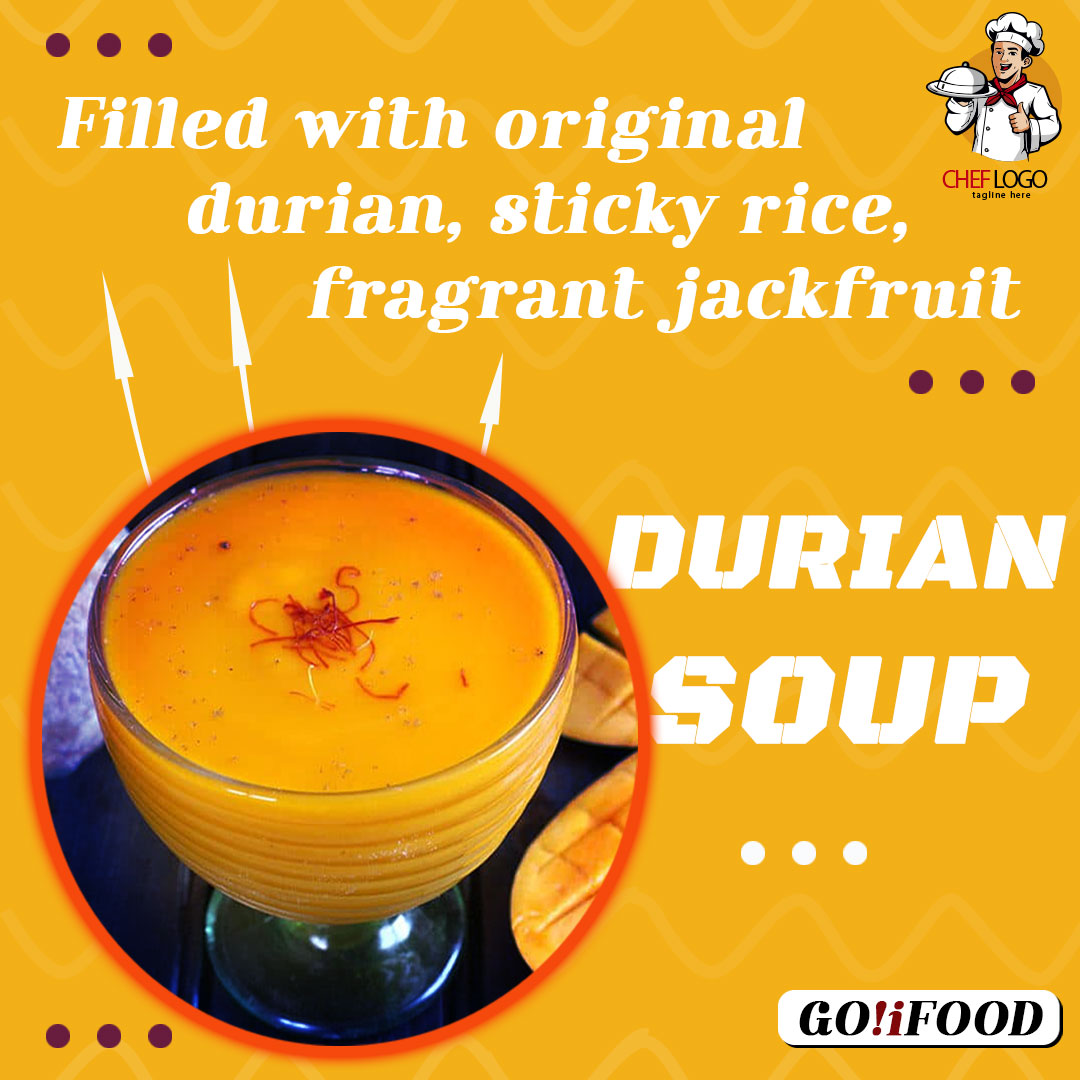 CHEF LOGO
tagline here
Filled with original
durian, sticky rice,
fragrant jackfruit
DURIAN
SOUP
GO!iFOOD